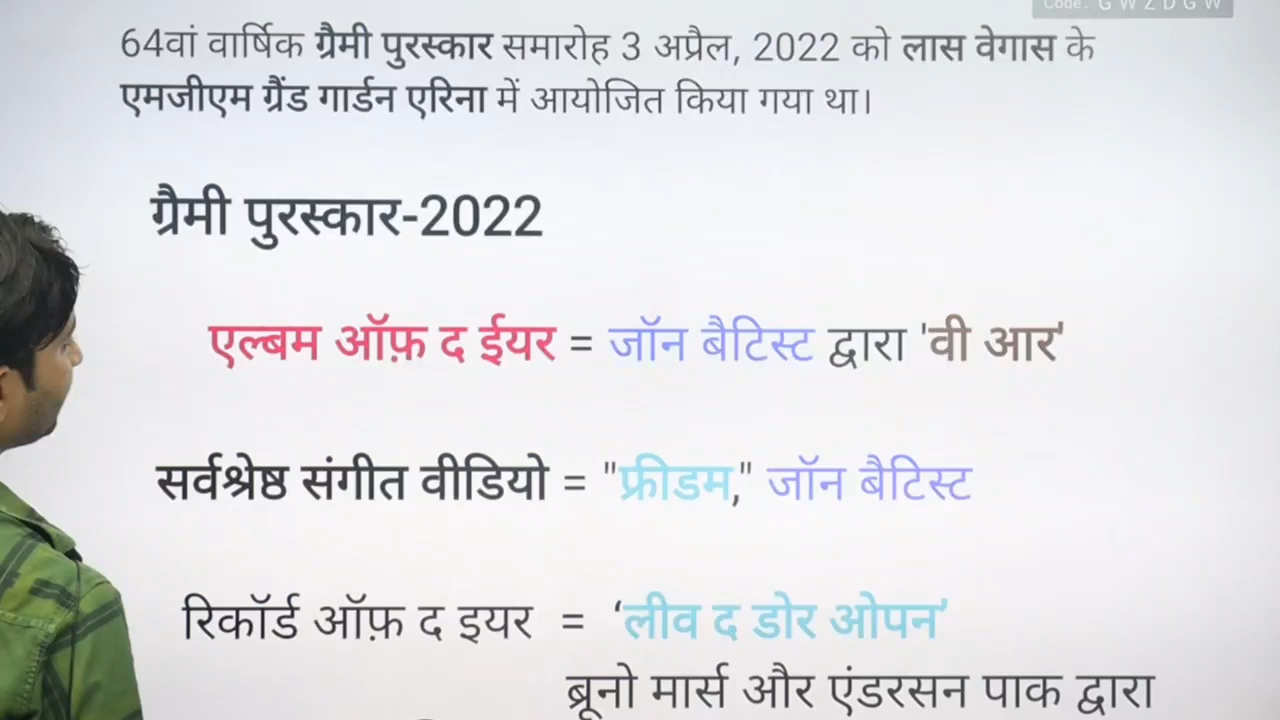 Code: G W Z D G W
64वां वार्षिक ग्रैमी पुरस्कार समारोह 3 अप्रैल, 2022 को लास वेगास के
एमजीएम ग्रैंड गार्डन एरिना में आयोजित किया गया था।
ग्रैमी पुरस्कार-2022
एल्बम ऑफ़ द ईयर = जॉन बैटिस्ट द्वारा 'वी आर'
सर्वश्रेष्ठ संगीत वीडियो = "फ्रीडम," जॉन बैटिस्ट
रिकॉर्ड ऑफ़ द इयर = ‘लीव द डोर ओपन’
ब्रूनो मार्स और एंडरसन पाक द्वारा